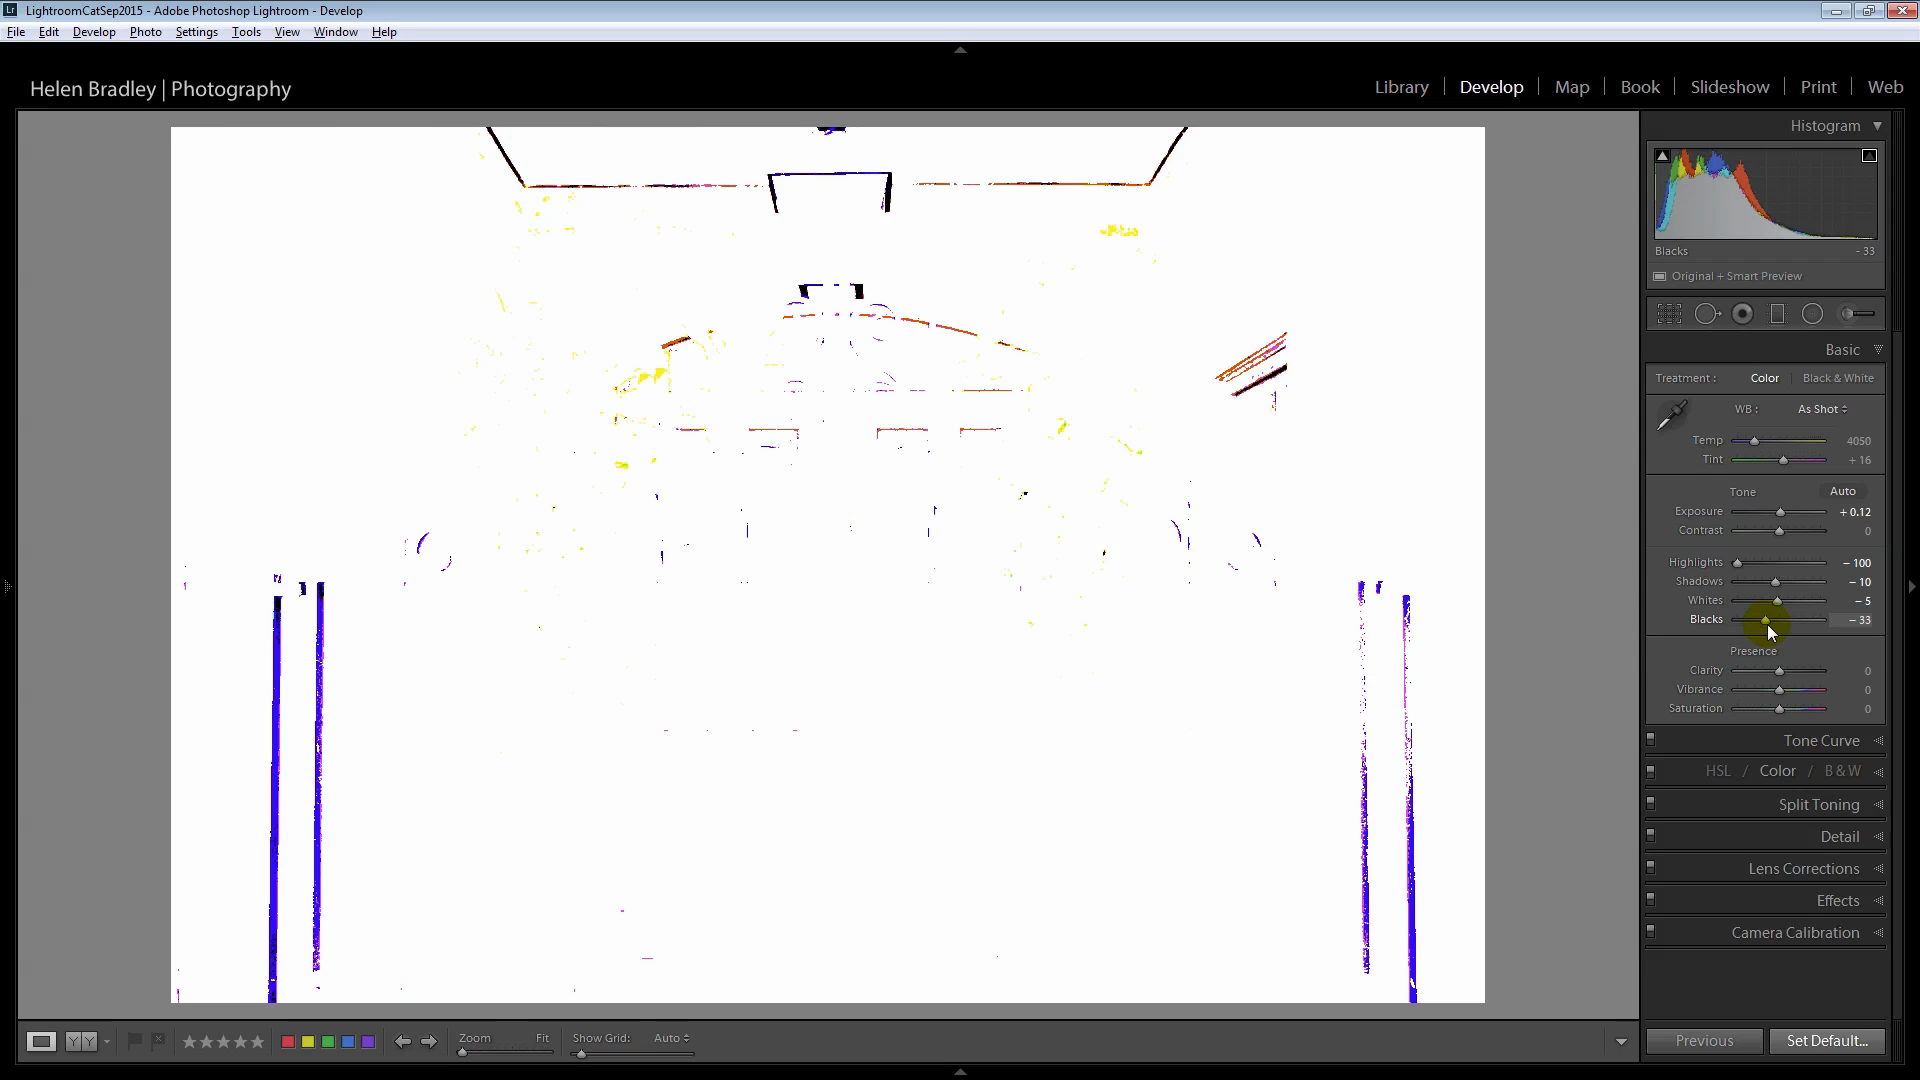 LightroomCatSep2015 - Adobe Photoshop Lightroom - Develop
File Edit Develop Photo Settings Tools View Window Help
Helen Bradley | Photography
Library Develop Map Book Slideshow Print Web
Histogram
Blacks - 33
Original + Smart Preview
Basic
Treatment : Color Black & White
WB : As Shot
Temp 4050
Tint + 16
Tone Auto
Exposure + 0.12
Contrast 0
Highlights - 100
Shadows - 10
Whites - 5
Blacks - 33
Presence
Clarity 0
Vibrance 0
Saturation 0
Tone Curve
HSL / Color / B & W
Split Toning
Detail
Lens Corrections
Effects
Camera Calibration
Y Y Zoom Fit Show Grid: Auto
Previous Set Default...